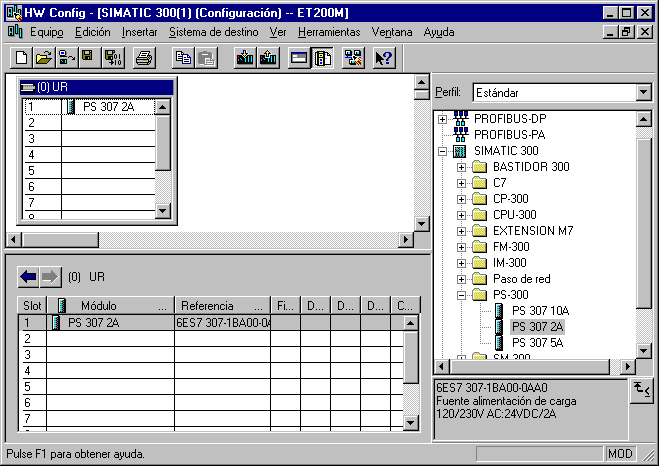 HW Config - [SIMATIC 300(1) (Configuración) -- ET200M]
Equipo Edición Insertar Sistema de destino Ver Herramientas Ventana Ayuda
(0) UR
1 PS 307 2A
2
3
4
5
6
7
Perfil: Estándar
PROFIBUS-DP
PROFIBUS-PA
SIMATIC 300
BASTIDOR 300
C7
CP-300
CPU-300
EXTENSION M7
FM-300
IM-300
Paso de red
PS-300
PS 307 10A
PS 307 2A
PS 307 5A
SM-300
(0) UR
Slot Módulo ... Referencia ... Fi... D... D... D... C...
1 PS 307 2A 6ES7 307-1BA00-0A
2
3
4
5
6
7
6ES7 307-1BA00-0AA0
Fuente alimentación de carga
120/230V AC:24VDC/2A
Pulse F1 para obtener ayuda. MOD